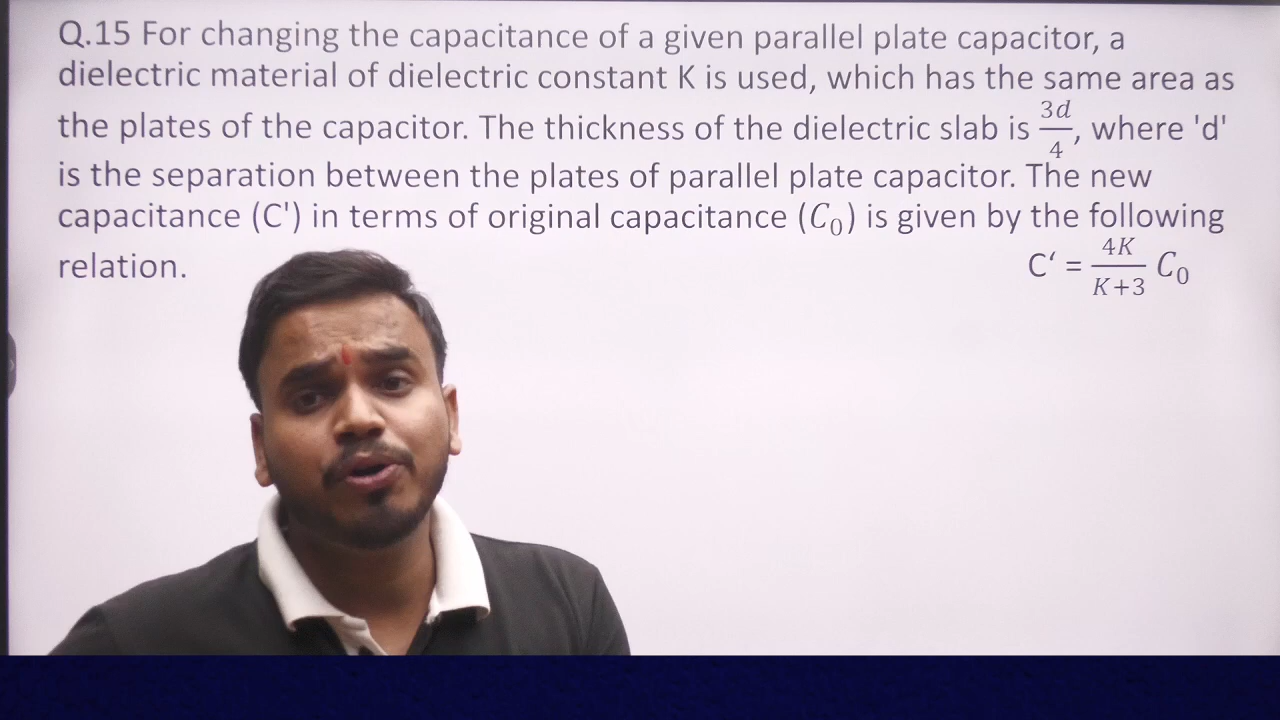 Q.15 For changing the capacitance of a given parallel plate capacitor, a
dielectric material of dielectric constant K is used, which has the same area as
the plates of the capacitor. The thickness of the dielectric slab is 3d/4, where 'd'
is the separation between the plates of parallel plate capacitor. The new
capacitance (C') in terms of original capacitance (C₀) is given by the following
relation. C‘ = 4K/K+3 C₀